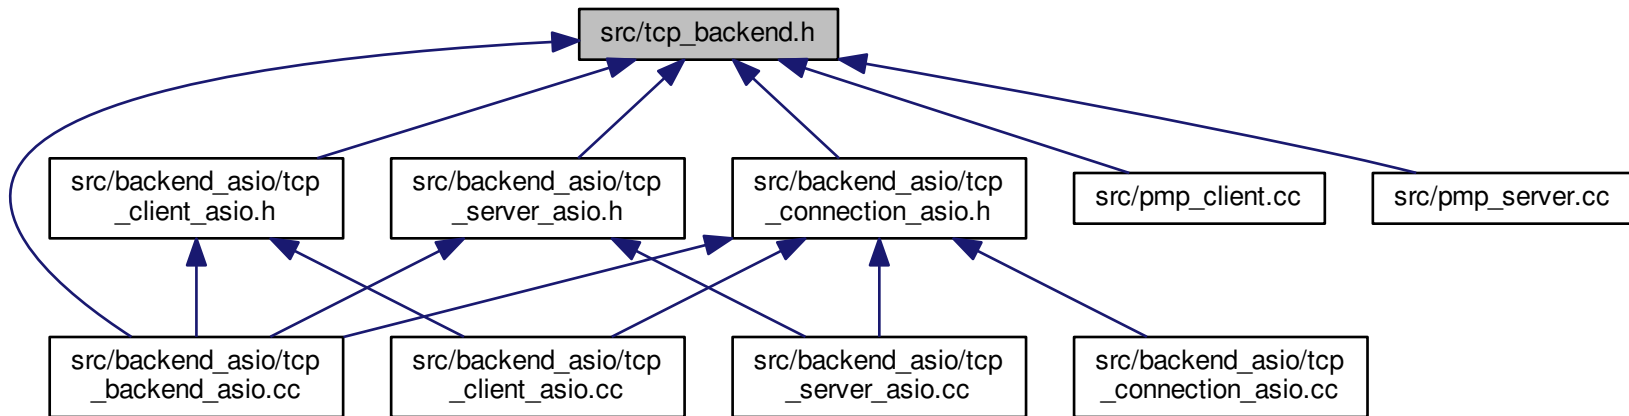 src/tcp_backend.h
src/backend_asio/tcp
_client_asio.h
src/backend_asio/tcp
_server_asio.h
src/backend_asio/tcp
_connection_asio.h
src/pmp_client.cc
src/pmp_server.cc
src/backend_asio/tcp
_backend_asio.cc
src/backend_asio/tcp
_client_asio.cc
src/backend_asio/tcp
_server_asio.cc
src/backend_asio/tcp
_connection_asio.cc